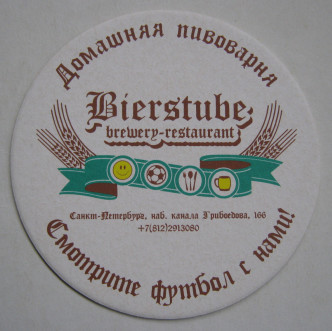 Домашняя пивоварня
Bierstube
brewery-restaurant
Санкт-Петербург, наб. канала Грибоедова, 166
+7(812)2913080
Смотрите футбол с нами!